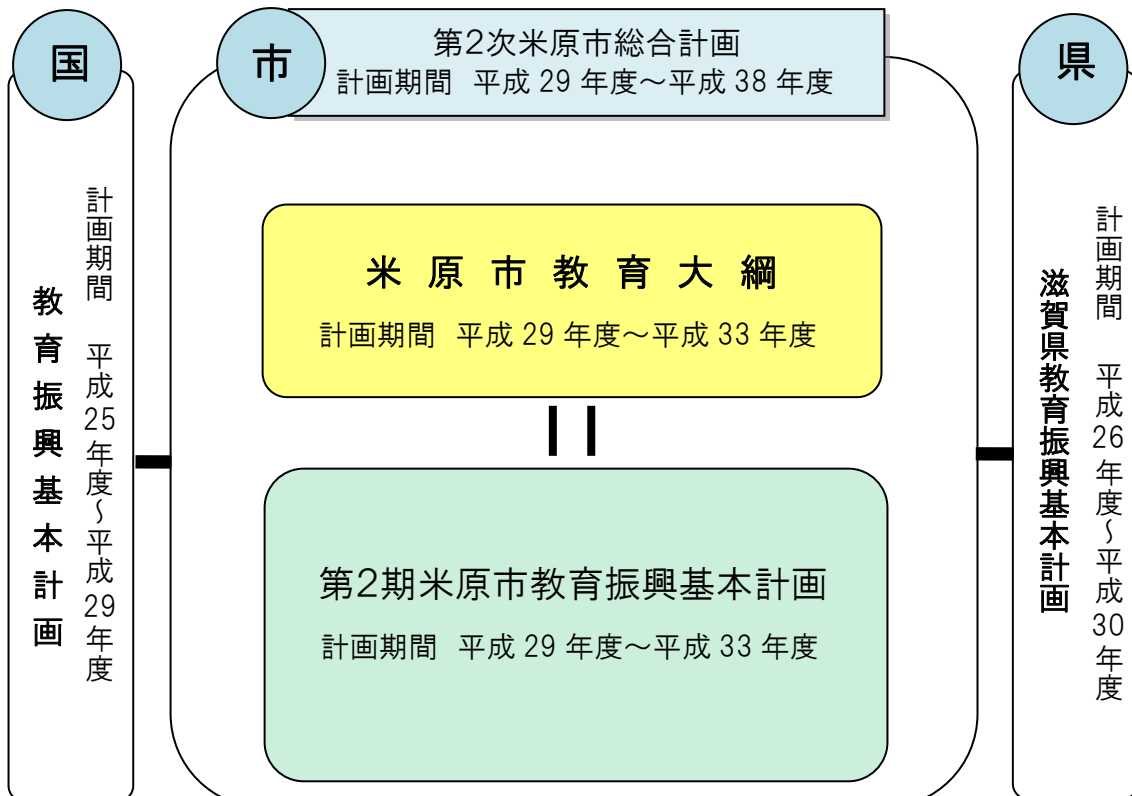 国
教育振興基本計画
計画期間 平成25年度~平成29年度
市
第2次米原市総合計画
計画期間 平成 29 年度~平成 38 年度
米原市教育大綱
計画期間 平成 29 年度~平成 33 年度
第2期米原市教育振興基本計画
計画期間 平成 29 年度~平成 33 年度
県
計画期間 平成26年度~平成30年度
滋賀県教育振興基本計画